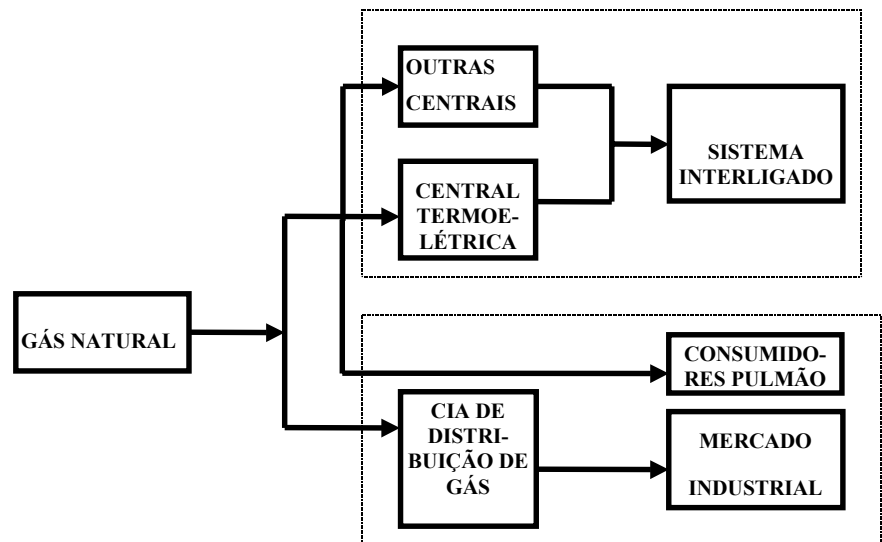 OUTRAS
CENTRAIS
SISTEMA
INTERLIGADO
CENTRAL
TERMOE-
LÉTRICA
GÁS NATURAL
CONSUMIDO-
RES PULMÃO
CIA DE
DISTRI-
BUIÇÃO DE
GÁS
MERCADO
INDUSTRIAL